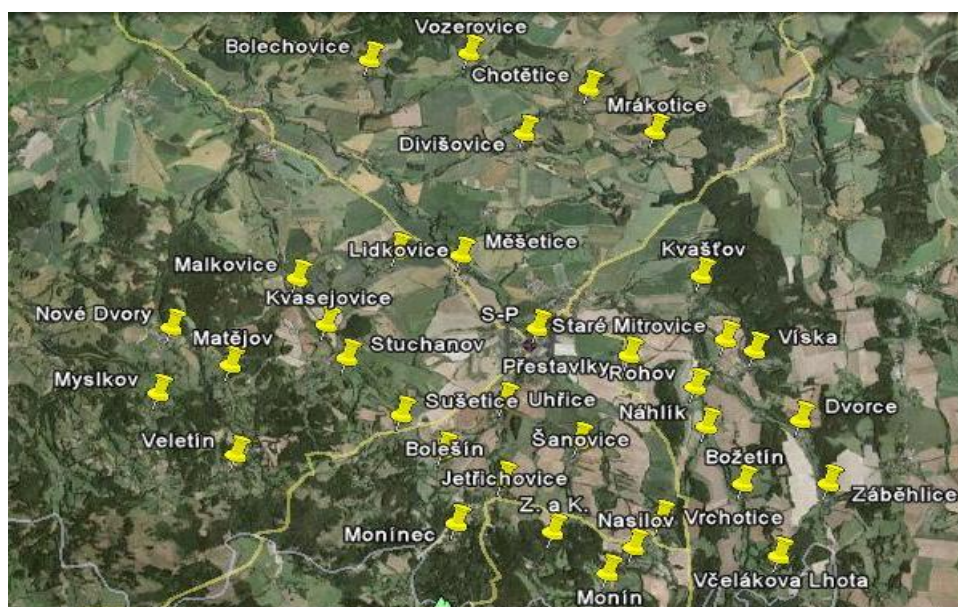 Vozerovice
Bolechovice
Chotětice
Mrákotice
Divišovice
Lidkovice
Měšetice
Kvašťov
Malkovice
Kvasejovice
Nové Dvory
S-P
Staré Mitrovice
Víska
Matějov
Stuchanov
Přestavlky
Rohov
Myslkov
Sušetice
Uhřice
Náhlík
Dvorce
Veletín
Bolešín
Šanovice
Božetín
Jetřichovice
Záběhlice
Z. a K.
Monínec
Nasilov
Vrchotice
Včelákova Lhota
Monín